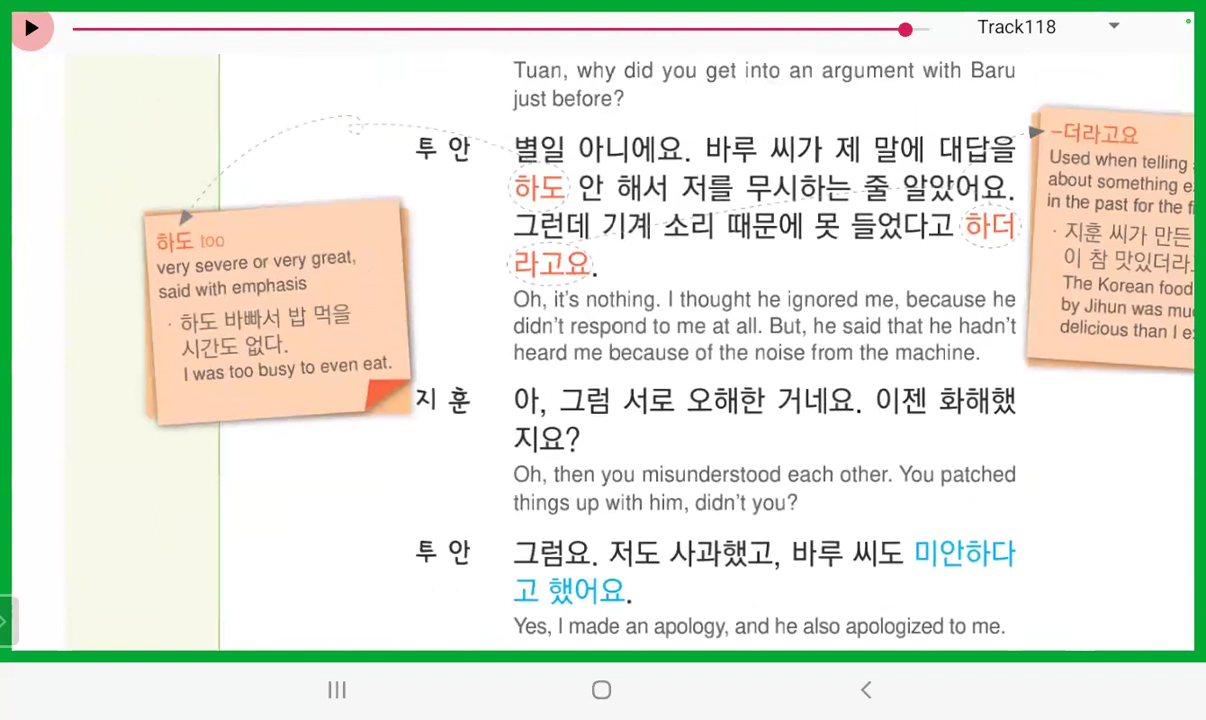 Track118
Tuan, why did you get into an argument with Baru
just before?
투 안
별일 아니에요. 바루 씨가 제 말에 대답을
하도 안 해서 저를 무시하는 줄 알았어요.
그런데 기계 소리 때문에 못 들었다고 하더
라고요.
Oh, it's nothing. I thought he ignored me, because he
didn't respond to me at all. But, he said that he hadn't
heard me because of the noise from the machine.
하도 too
very severe or very great,
said with emphasis
· 하도 바빠서 밥 먹을
시간도 없다.
I was too busy to even eat.
-더라고요
Used when telling
about something e
in the past for the fi
· 지훈 씨가 만든
이 참 맛있더라
The Korean food
by Jihun was mu
delicious than I e
지 훈
아, 그럼 서로 오해한 거네요. 이젠 화해했
지요?
Oh, then you misunderstood each other. You patched
things up with him, didn't you?
투 안
그럼요. 저도 사과했고, 바루 씨도 미안하다
고 했어요.
Yes, I made an apology, and he also apologized to me.